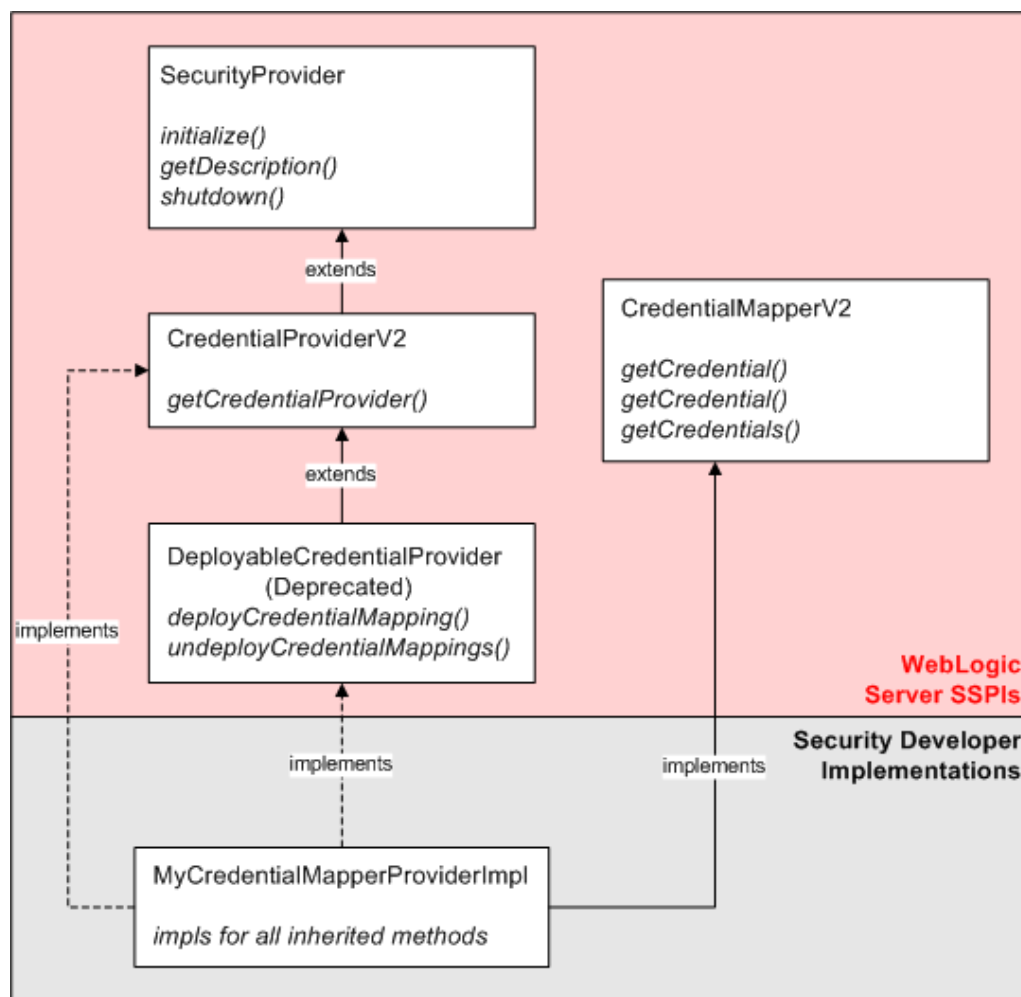 SecurityProvider
initialize()
getDescription()
shutdown()
extends
CredentialProviderV2
getCredentialProvider()
CredentialMapperV2
getCredential()
getCredential()
getCredentials()
extends
DeployableCredentialProvider
(Deprecated)
deployCredentialMapping()
undeployCredentialMappings()
implements
WebLogic
Server SSPIs
Security Developer
Implementations
implements
implements
MyCredentialMapperProviderImpl
impls for all inherited methods